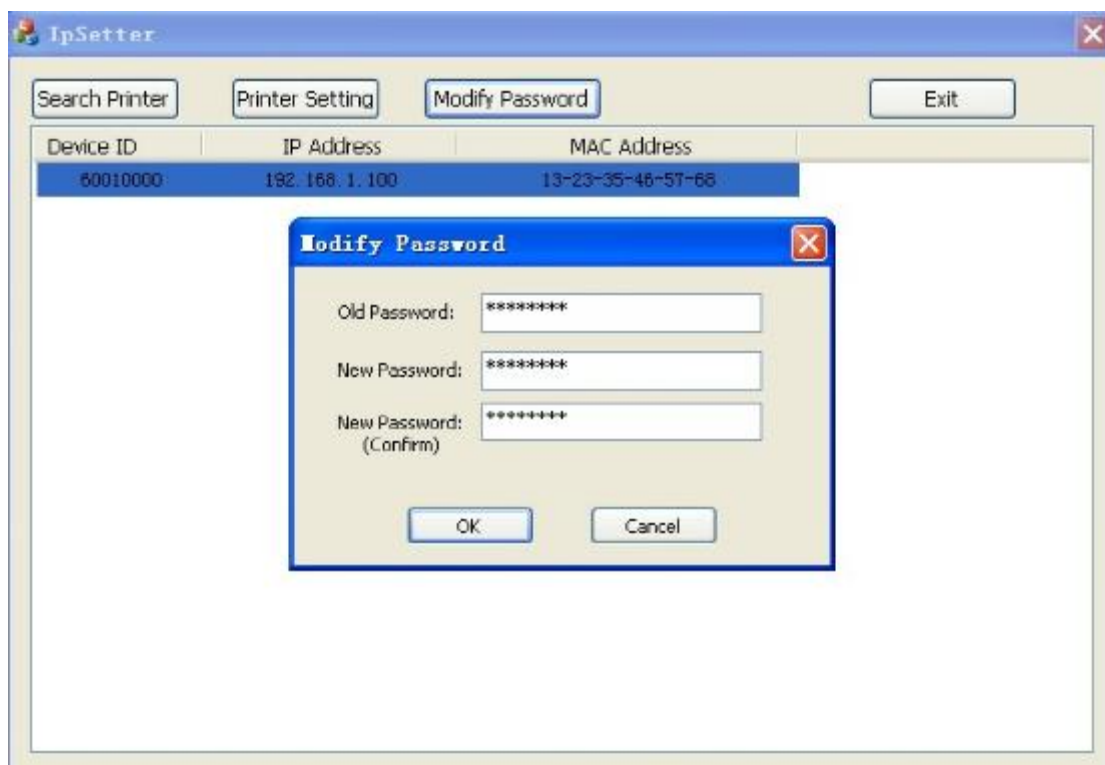 IpSetter
Search Printer Printer Setting Modify Password Exit
Device ID IP Address MAC Address
60010000 192.168.1.100 13-23-35-46-57-68
Modify Password
Old Password: ********
New Password: ********
New Password: ********
(Confirm)
OK Cancel